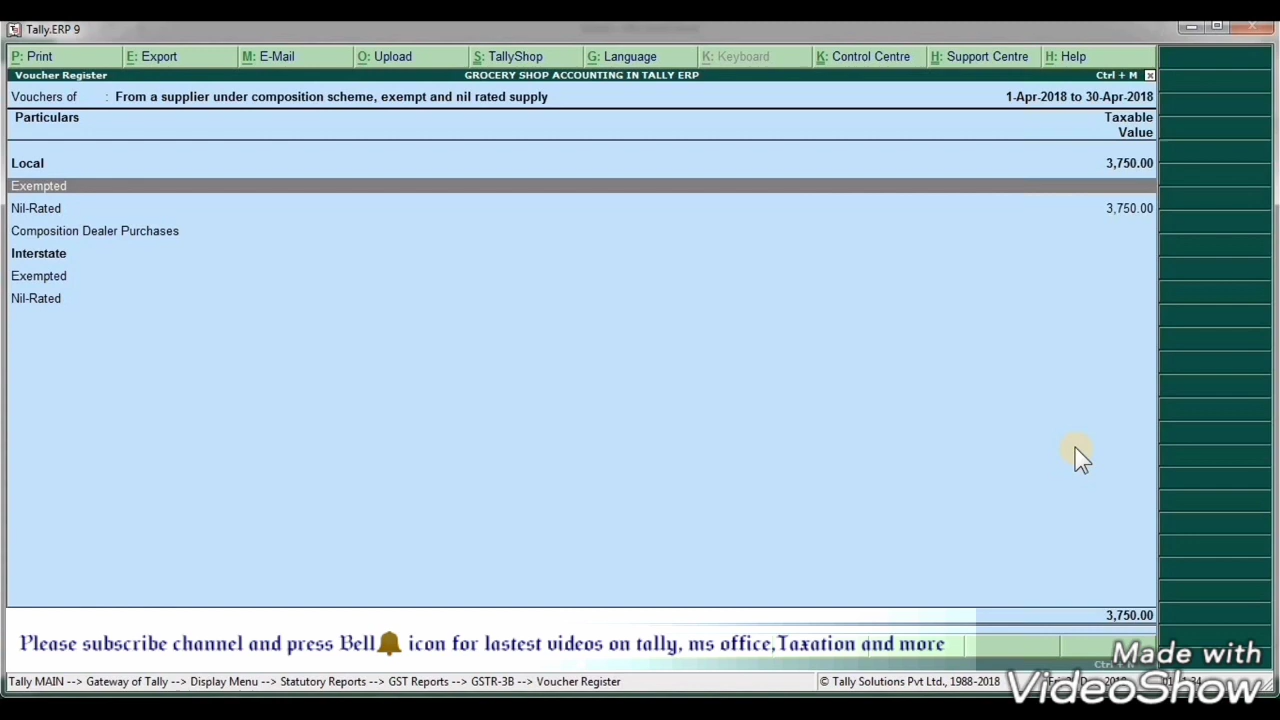 Tally.ERP 9
P: Print E: Export M: E-Mail O: Upload S: TallyShop G: Language K: Keyboard K: Control Centre H: Support Centre H: Help
Voucher Register GROCERY SHOP ACCOUNTING IN TALLY ERP Ctrl + M
Vouchers of : From a supplier under composition scheme, exempt and nil rated supply 1-Apr-2018 to 30-Apr-2018
Particulars Taxable
Value
Local 3,750.00
Exempted
Nil-Rated 3,750.00
Composition Dealer Purchases
Interstate
Exempted
Nil-Rated
3,750.00
Please subscribe channel and press Bell icon for lastest videos on tally, ms office,Taxation and more
Made with
VideoShow
Tally MAIN --> Gateway of Tally --> Display Menu --> Statutory Reports --> GST Reports --> GSTR-3B --> Voucher Register © Tally Solutions Pvt Ltd., 1988-2018